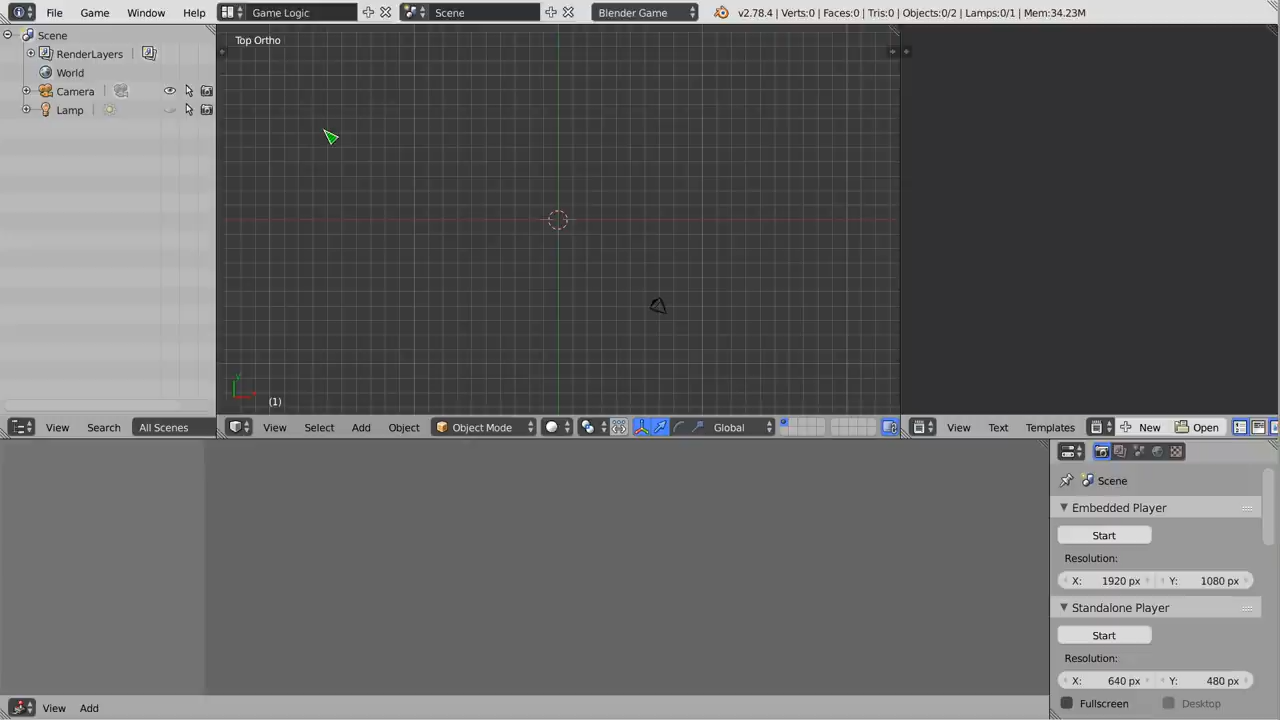 File Game Window Help Game Logic Scene Blender Game v2.78.4 | Verts:0 | Faces:0 | Tris:0 | Objects:0/2 | Lamps:0/1 | Mem:34.23M
Scene
RenderLayers
World
Camera
Lamp
Top Ortho
Y
(1)
View Search All Scenes
View Select Add Object Object Mode Global
View Text Templates New Open
Scene
Embedded Player
Start
Resolution:
X: 1920 px Y: 1080 px
Standalone Player
Start
Resolution:
X: 640 px Y: 480 px
Fullscreen Desktop
View Add